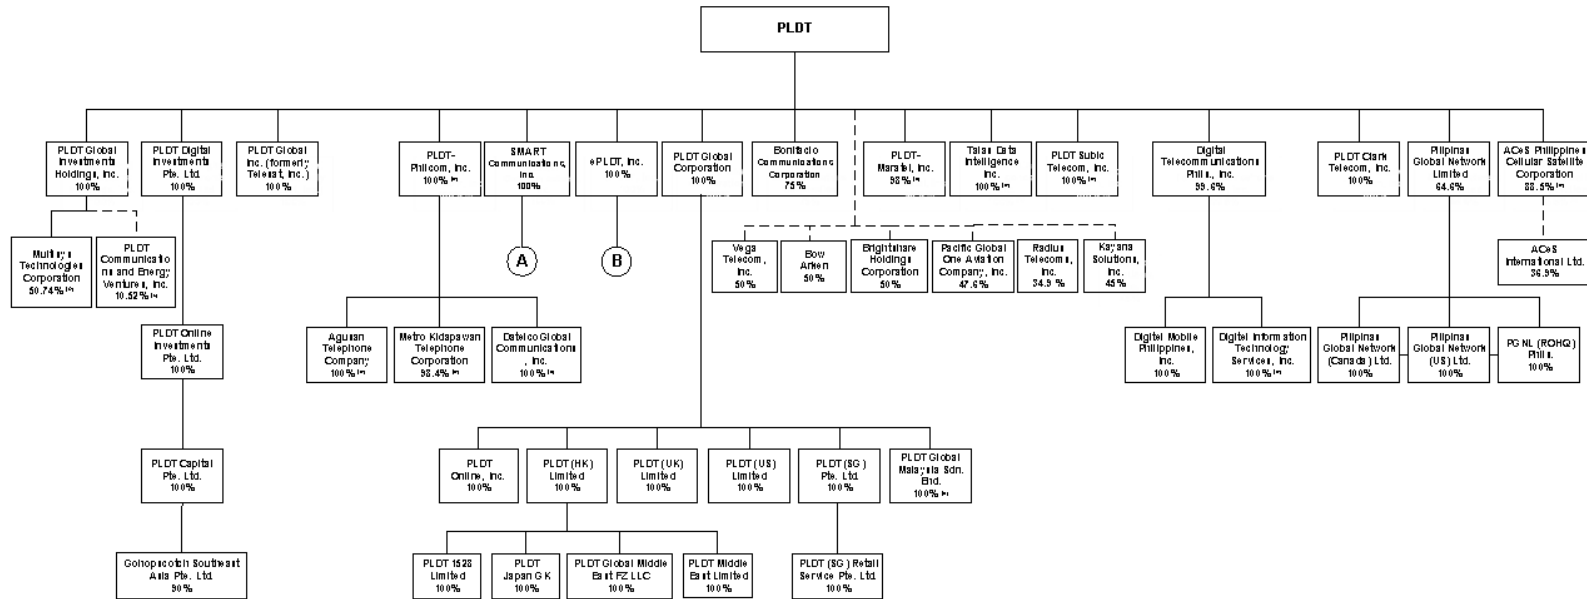 PLDT
PLDT Global
Investments
Holdings, Inc.
100%
PLDT Digital
Investments
Pte. Ltd.
100%
PLDT Global
Inc. (formerly
Telesat, Inc.)
100%
PLDT-
Philcom, Inc.
100%
SMART
Communications,
Inc.
100%
ePLDT, Inc.
100%
PLDT Global
Corporation
100%
Bonifacio
Communications
Corporation
75%
PLDT-
Maratel, Inc.
98%
Talas Data
Intelligence
Inc.
100%
PLDT Subic
Telecom, Inc.
100%
Digital
Telecommunications
Phils., Inc.
99.6%
PLDT Clark
Telecom, Inc.
100%
Pilipinas
Global Network
Limited
64.6%
ACeS Philippines
Cellular Satellite
Corporation
88.5%
Multisys
Technologies
Corporation
50.74%
PLDT
Communicatio
ns and Energy
Ventures, Inc.
10.52%
A
B
Vega
Telecom,
Inc.
50%
Bow
Arken
50%
Brightshare
Holdings
Corporation
50%
Pacific Global
One Aviation
Company, Inc.
47.6%
Radius
Telecoms,
Inc.
34.9 %
Kayana
Solutions,
Inc.
45%
ACeS
International Ltd.
36.9%
PLDT Online
Investments
Pte. Ltd.
100%
Agusan
Telephone
Company
100%
Metro Kidapawan
Telephone
Corporation
98.4%
Datelco Global
Communications
, Inc.
100%
Digitel Mobile
Philippines,
Inc.
100%
Digitel Information
Technology
Services, Inc.
100%
Pilipinas
Global Network
(Canada) Ltd.
100%
Pilipinas
Global Network
(US) Ltd.
100%
PGNL (ROHQ)
Phils.
100%
PLDT Capital
Pte. Ltd.
100%
PLDT
Online, Inc.
100%
PLDT (HK)
Limited
100%
PLDT (UK)
Limited
100%
PLDT (US)
Limited
100%
PLDT (SG)
Pte. Ltd
100%
PLDT Global
Malaysia Sdn.
Bhd.
100%
Gohopscotch Southeast
Asia Pte. Ltd.
90%
PLDT 1528
Limited
100%
PLDT
Japan GK
100%
PLDT Global Middle
East FZ LLC
100%
PLDT Middle
East Limited
100%
PLDT (SG) Retail
Service Pte. Ltd.
100%